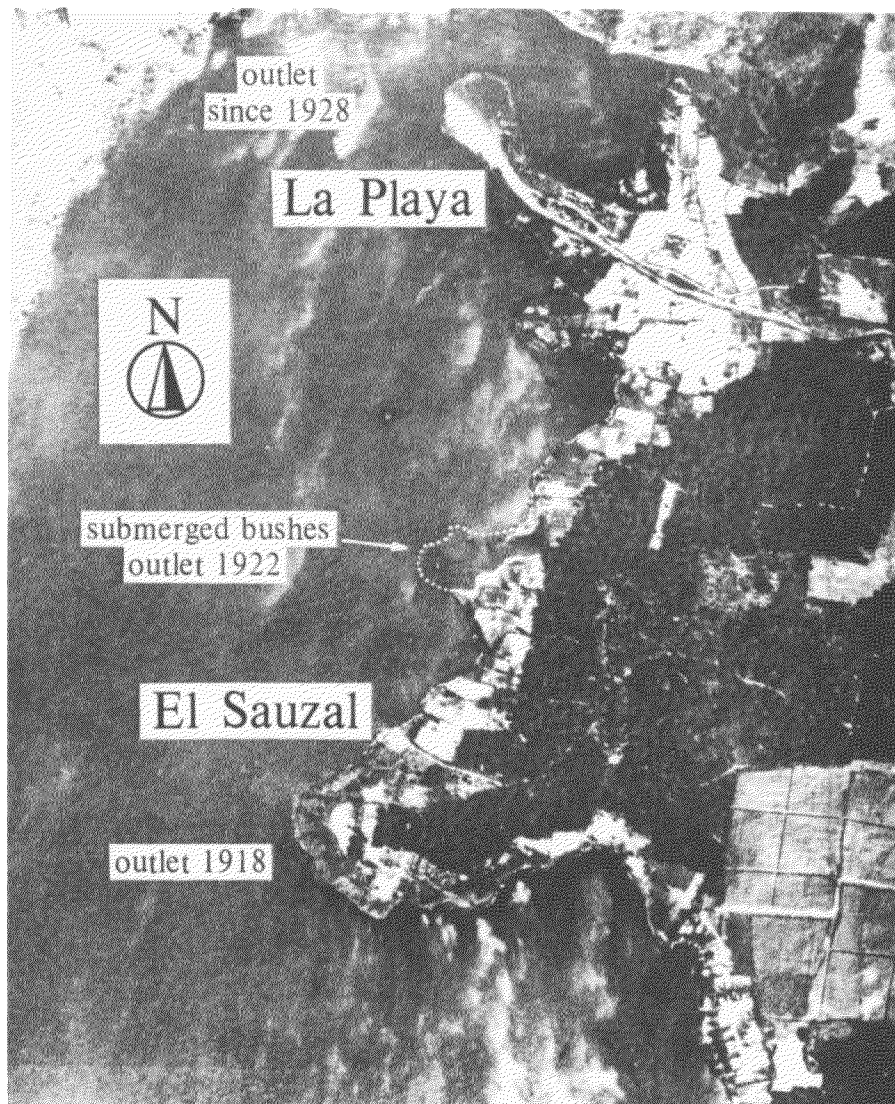 outlet
since 1928
La Playa
N
submerged bushes
outlet 1922
El Sauzal
outlet 1918